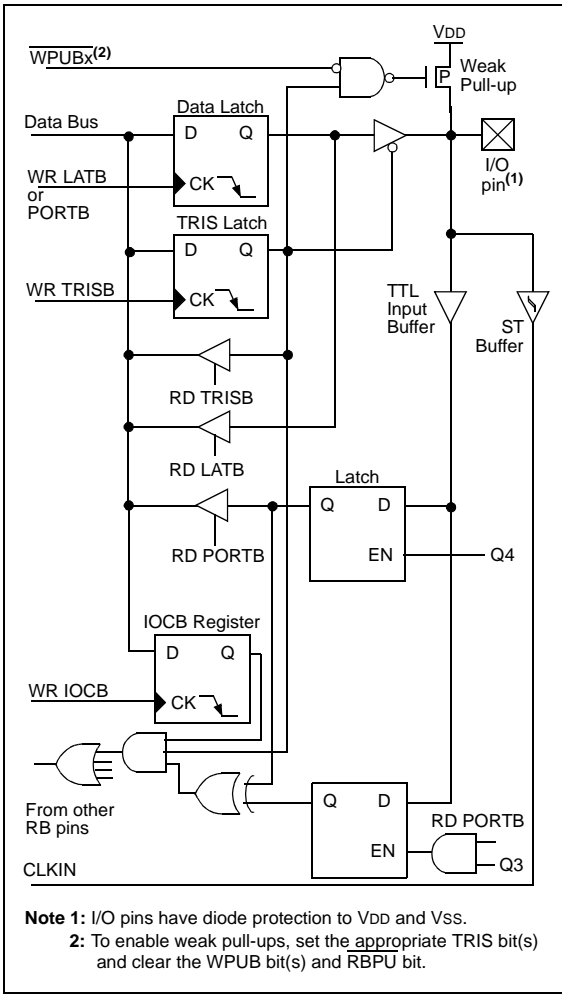 VDD
WPUBx(2)
P
Weak
Pull-up
Data Latch
Data Bus
D Q
WR LATB
or
PORTB
CK
I/O
pin(1)
TRIS Latch
D Q
WR TRISB
CK
TTL
Input
Buffer
ST
Buffer
RD TRISB
RD LATB
Latch
Q D
EN
Q4
RD PORTB
IOCB Register
D Q
WR IOCB
CK
From other
RB pins
Q D
EN
RD PORTB
Q3
CLKIN
Note 1: I/O pins have diode protection to VDD and VSS.
2: To enable weak pull-ups, set the appropriate TRIS bit(s)
and clear the WPUB bit(s) and RBPU bit.